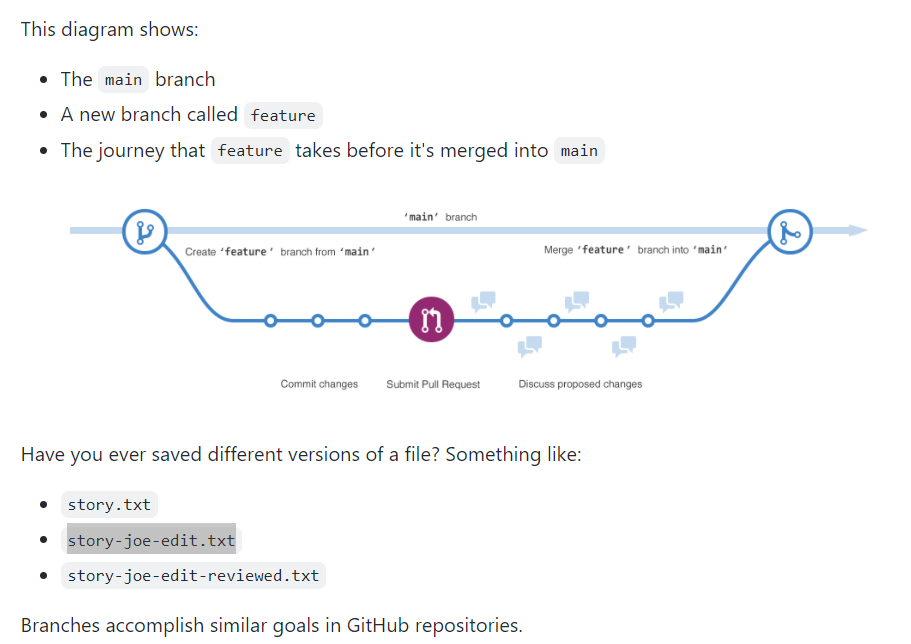 This diagram shows:
The main branch
A new branch called feature
The journey that feature takes before it's merged into main
'main' branch
Create 'feature' branch from 'main'
Merge 'feature' branch into 'main'
Commit changes
Submit Pull Request
Discuss proposed changes
Have you ever saved different versions of a file? Something like:
story.txt
story-joe-edit.txt
story-joe-edit-reviewed.txt
Branches accomplish similar goals in GitHub repositories.